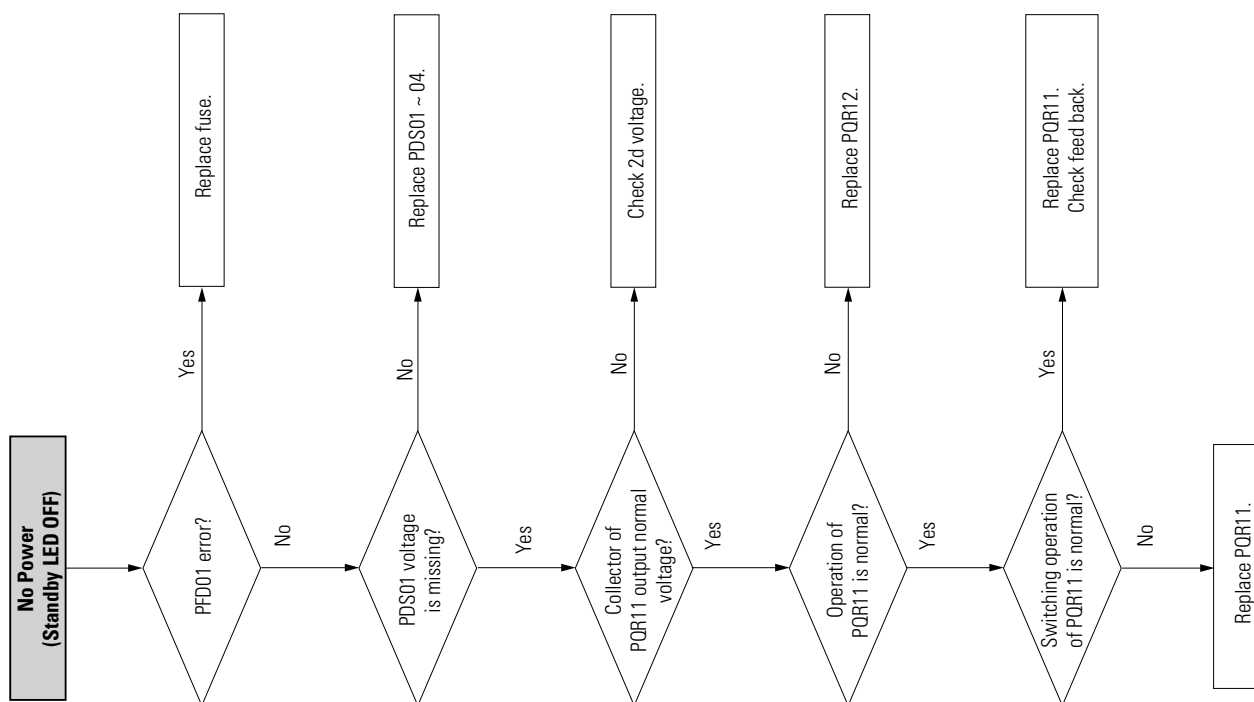 No Power
(Standby LED OFF)
PFD01 error?
Yes
Replace fuse.
No
PDS01 voltage
is missing?
No
Replace PDS01 ~ 04.
Yes
Collector of
PQR11 output normal
voltage?
No
Check 2d voltage.
Yes
Operation of
PQR11 is normal?
No
Replace PQR12.
Yes
Switching operation
of PQR11 is normal?
Yes
Replace PQR11.
Check feed back.
No
Replace PQR11.